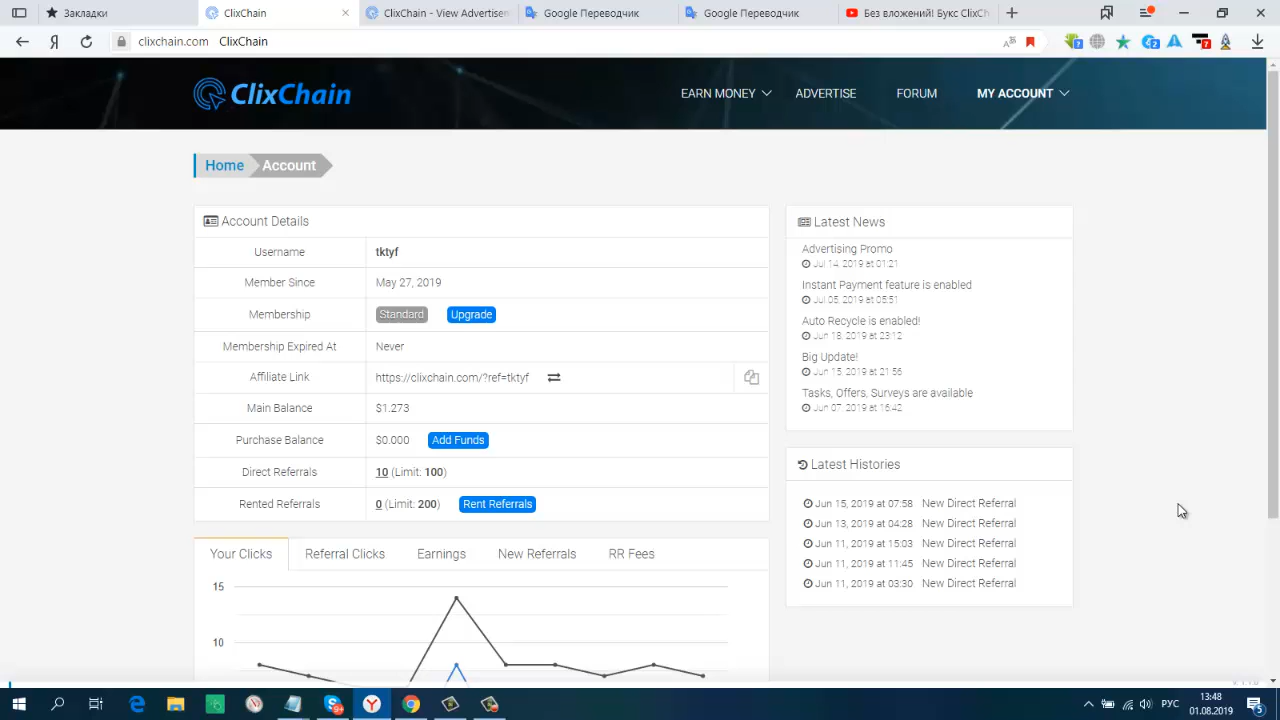 Закладки
ClixChain
ClixChain - View Advertisem
Google Переводчик
Google Переводчик
Без вложений! Букс ClixCh
clixchain.com ClixChain
ClixChain
EARN MONEY
ADVERTISE
FORUM
MY ACCOUNT
Home
Account
Account Details
Username tktyf
Member Since May 27, 2019
Membership Standard Upgrade
Membership Expired At Never
Affiliate Link https://clixchain.com/?ref=tktyf
Main Balance $1.273
Purchase Balance $0.000 Add Funds
Direct Referrals 10 (Limit: 100)
Rented Referrals 0 (Limit: 200) Rent Referrals
Your Clicks
Referral Clicks
Earnings
New Referrals
RR Fees
15
10
Latest News
Advertising Promo
Jul 14, 2019 at 01:21
Instant Payment feature is enabled
Jul 05, 2019 at 05:51
Auto Recycle is enabled!
Jun 18, 2019 at 23:12
Big Update!
Jun 15, 2019 at 21:56
Tasks, Offers, Surveys are available
Jun 07, 2019 at 16:42
Latest Histories
Jun 15, 2019 at 07:58 New Direct Referral
Jun 13, 2019 at 04:28 New Direct Referral
Jun 11, 2019 at 15:03 New Direct Referral
Jun 11, 2019 at 11:45 New Direct Referral
Jun 11, 2019 at 03:30 New Direct Referral
РУС
13:48
01.08.2019